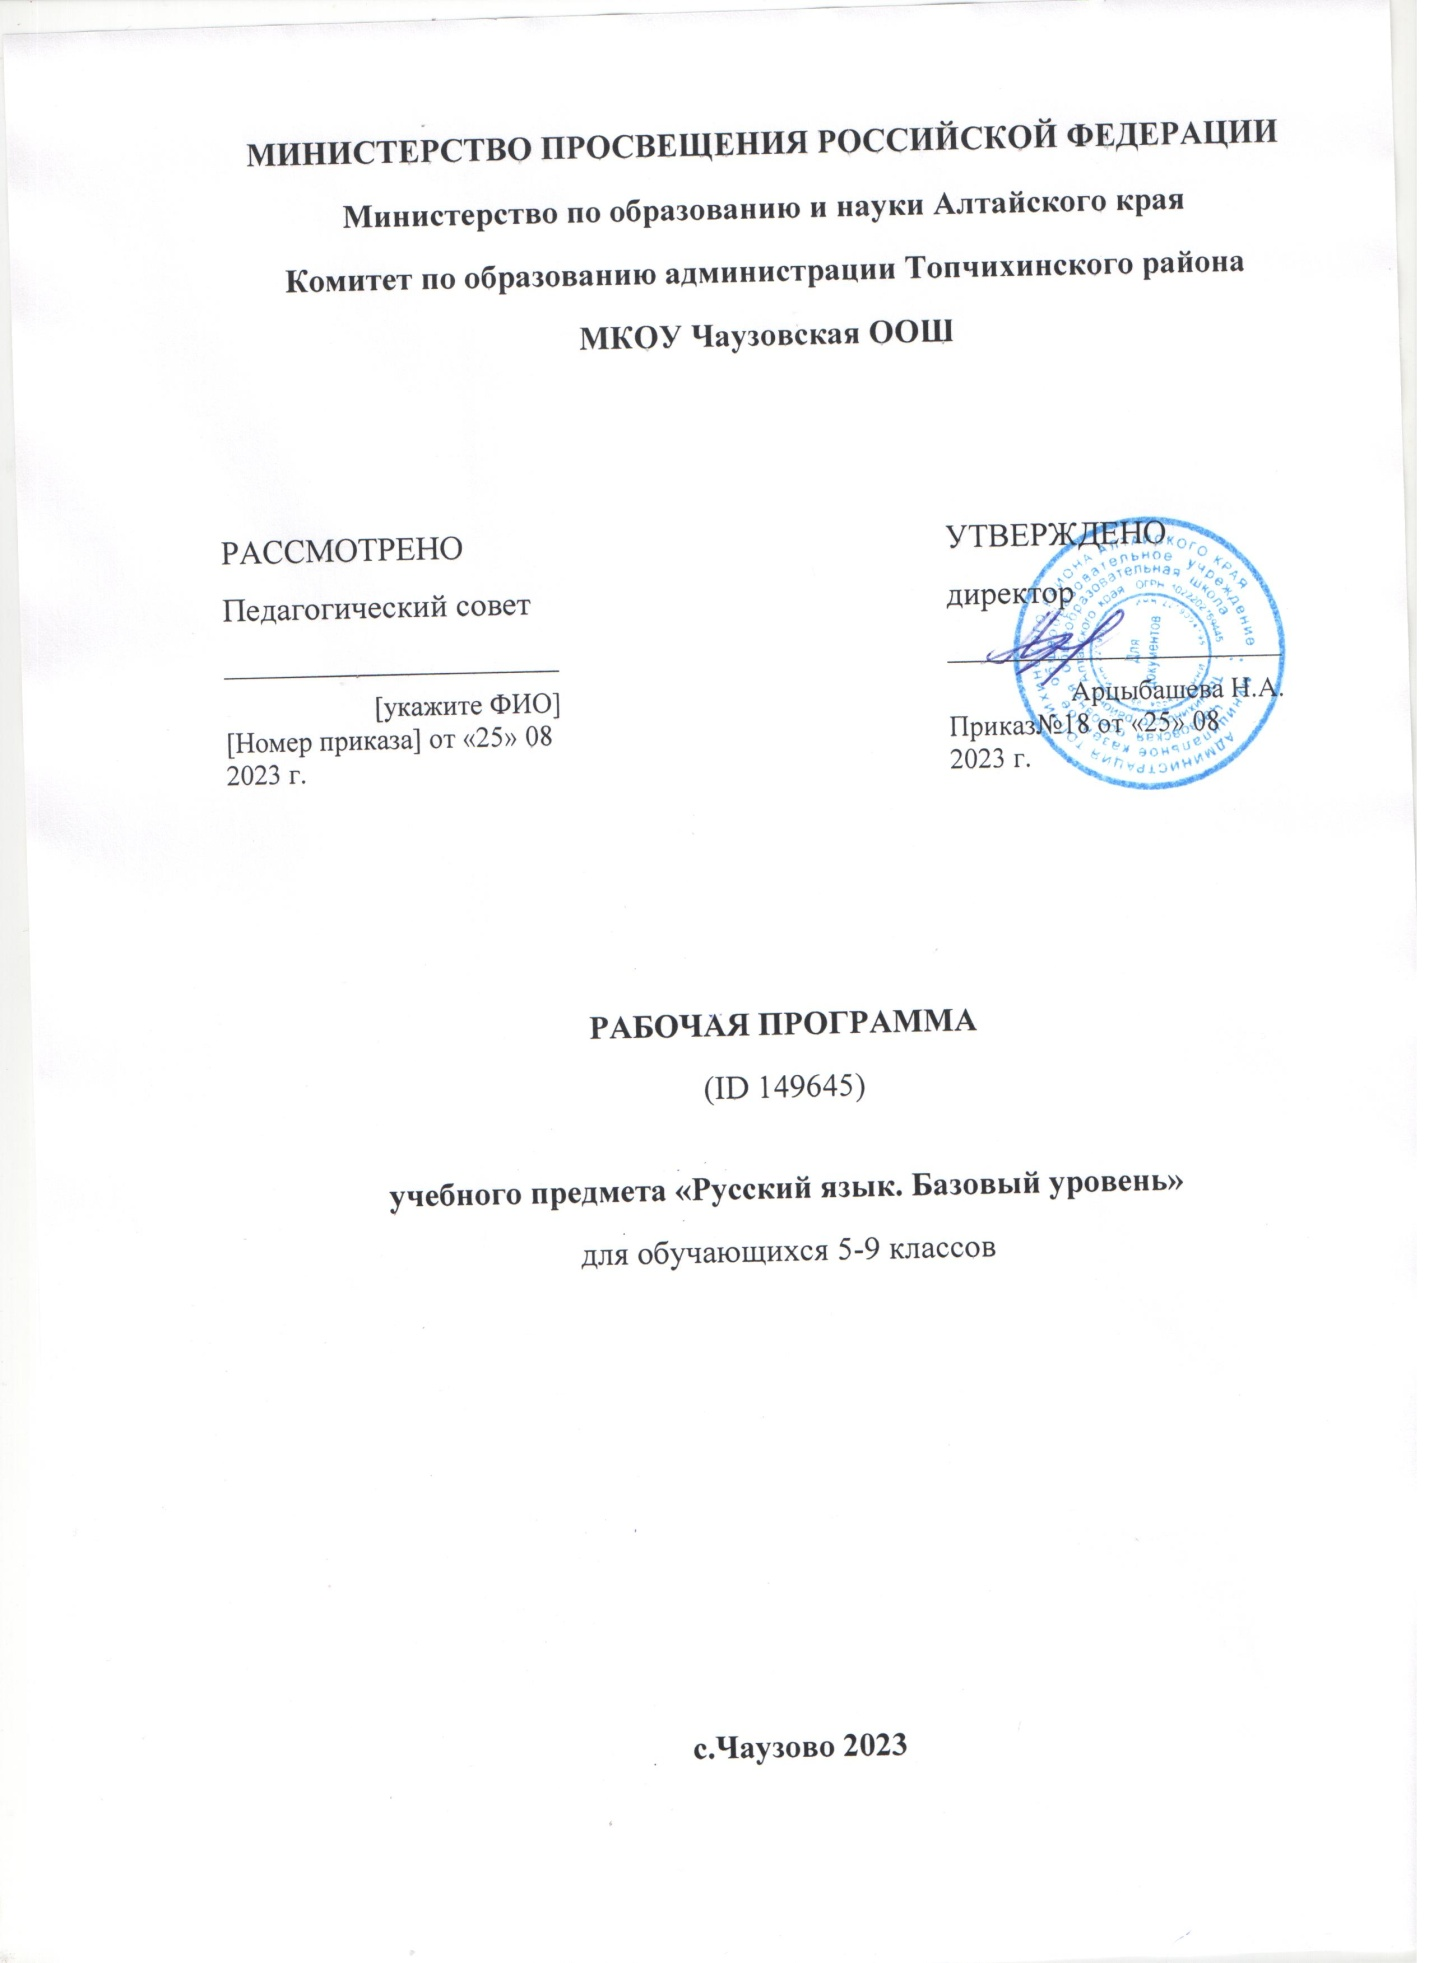 МИНИСТЕРСТВО ПРОСВЕЩЕНИЯ РОССИЙСКОЙ ФЕДЕРАЦИИ
Министерство по образованию и науки Алтайского края
Комитет по образованию администрации Топчихинского района
МКОУ Чаузовская ООШ
РАССМОТРЕНО
Педагогический совет
[укажите ФИО]
[Номер приказа] от «25» 08
2023 г.
УТВЕРЖДЕНО
директор
Арцыбашева Н.А.
Приказ№18 от «25» 08
2023 г.
Для
документов
РАБОЧАЯ ПРОГРАММА
(ID 149645)
учебного предмета «Русский язык. Базовый уровень»
для обучающихся 5-9 классов
с.Чаузово 2023